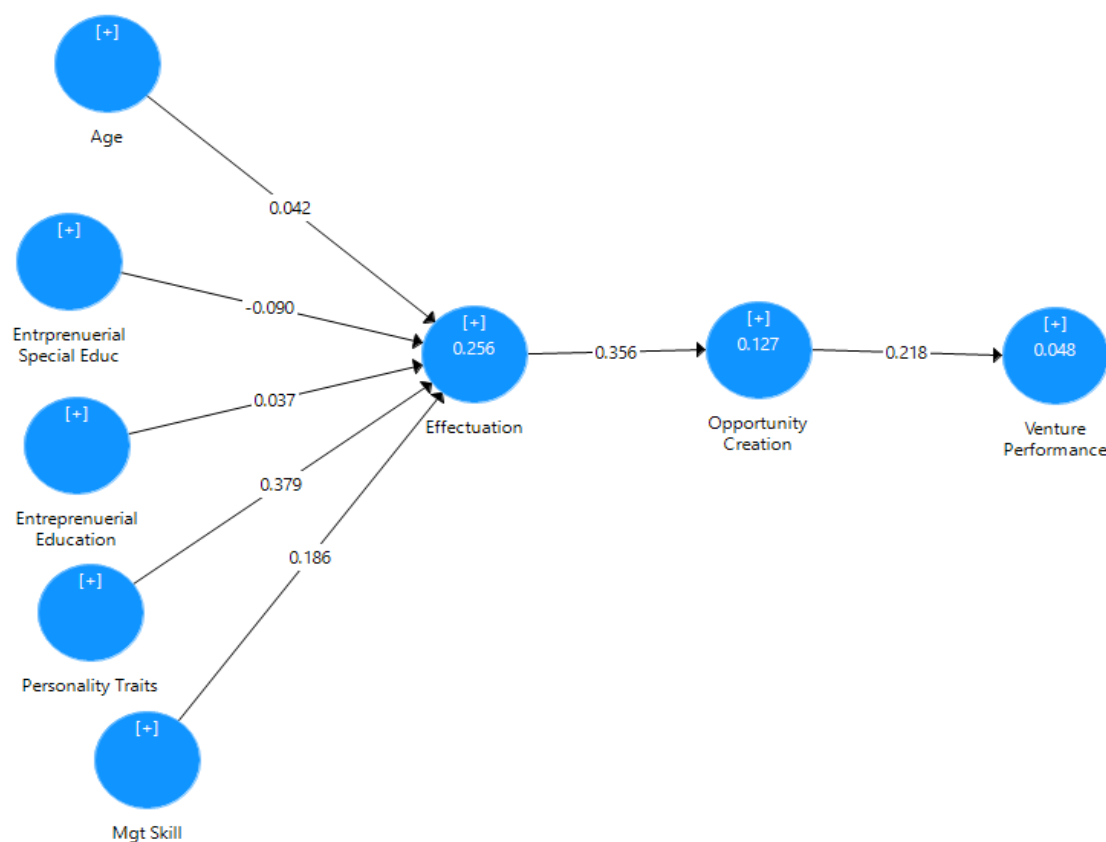 [+]
Age
0.042
[+]
Entrprenuerial
Special Educ
-0.090
[+]
Entreprenuerial
Education
0.037
[+]
Personality Traits
0.379
[+]
Mgt Skill
0.186
[+]
0.256
Effectuation
0.356
[+]
0.127
Opportunity
Creation
0.218
[+]
0.048
Venture
Performance